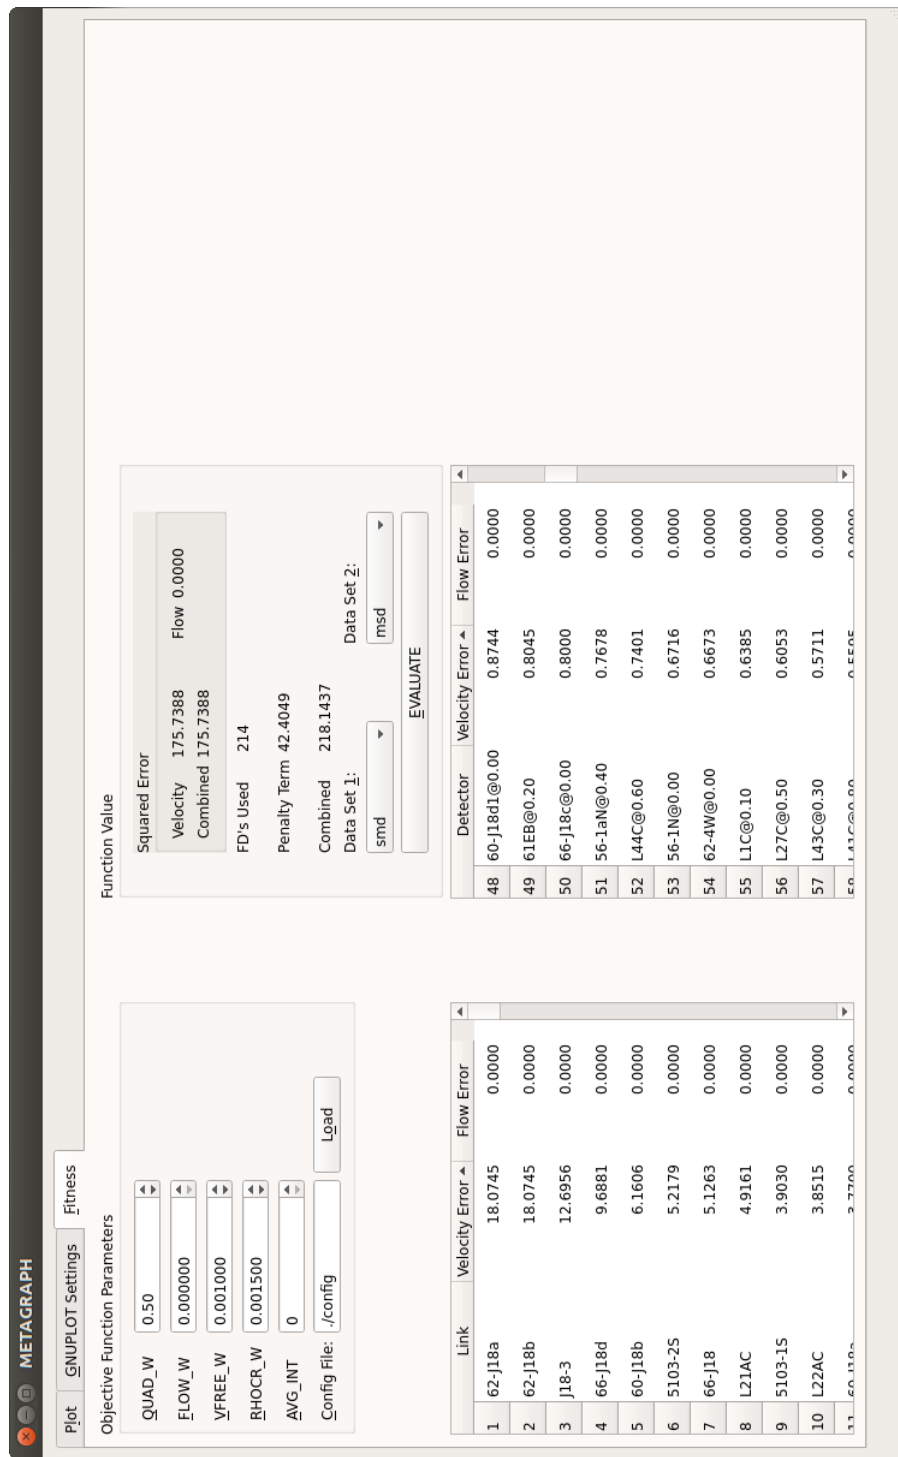 METAGRAPH
Plot GNUPLOT Settings Fitness
Objective Function Parameters
QUAD_W 0.50
FLOW_W 0.000000
VFREE_W 0.001000
RHOCR_W 0.001500
AVG_INT 0
Config File: ./config Load
Function Value
Squared Error
Velocity 175.7388 Flow 0.0000
Combined 175.7388
FD's Used 214
Penalty Term 42.4049
Combined 218.1437
Data Set 1: Data Set 2:
smd msd
EVALUATE
Link Velocity Error Flow Error
1 62-J18a 18.0745 0.0000
2 62-J18b 18.0745 0.0000
3 J18-3 12.6956 0.0000
4 66-J18d 9.6881 0.0000
5 60-J18b 6.1606 0.0000
6 5103-2S 5.2179 0.0000
7 66-J18 5.1263 0.0000
8 L21AC 4.9161 0.0000
9 5103-1S 3.9030 0.0000
10 L22AC 3.8515 0.0000
11
Detector Velocity Error Flow Error
48 60-J18d1@0.00 0.8744 0.0000
49 61EB@0.20 0.8045 0.0000
50 66-J18c@0.00 0.8000 0.0000
51 56-1aN@0.40 0.7678 0.0000
52 L44C@0.60 0.7401 0.0000
53 56-1N@0.00 0.6716 0.0000
54 62-4W@0.00 0.6673 0.0000
55 L1C@0.10 0.6385 0.0000
56 L27C@0.50 0.6053 0.0000
57 L43C@0.30 0.5711 0.0000
58